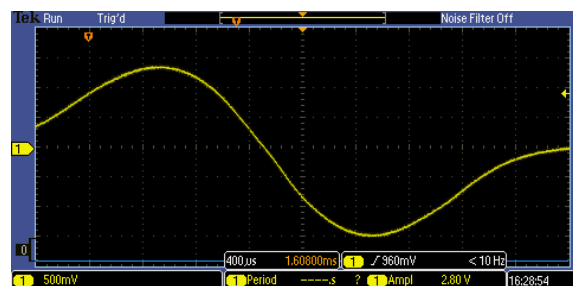 Tek Run Trig'd Noise Filter Off
T
T
1
0
400µs 1.60800ms 1 960mV < 10 Hz
1 500mV 1 Period ----.s ? 1 Ampl 2.80 V 16:28:54